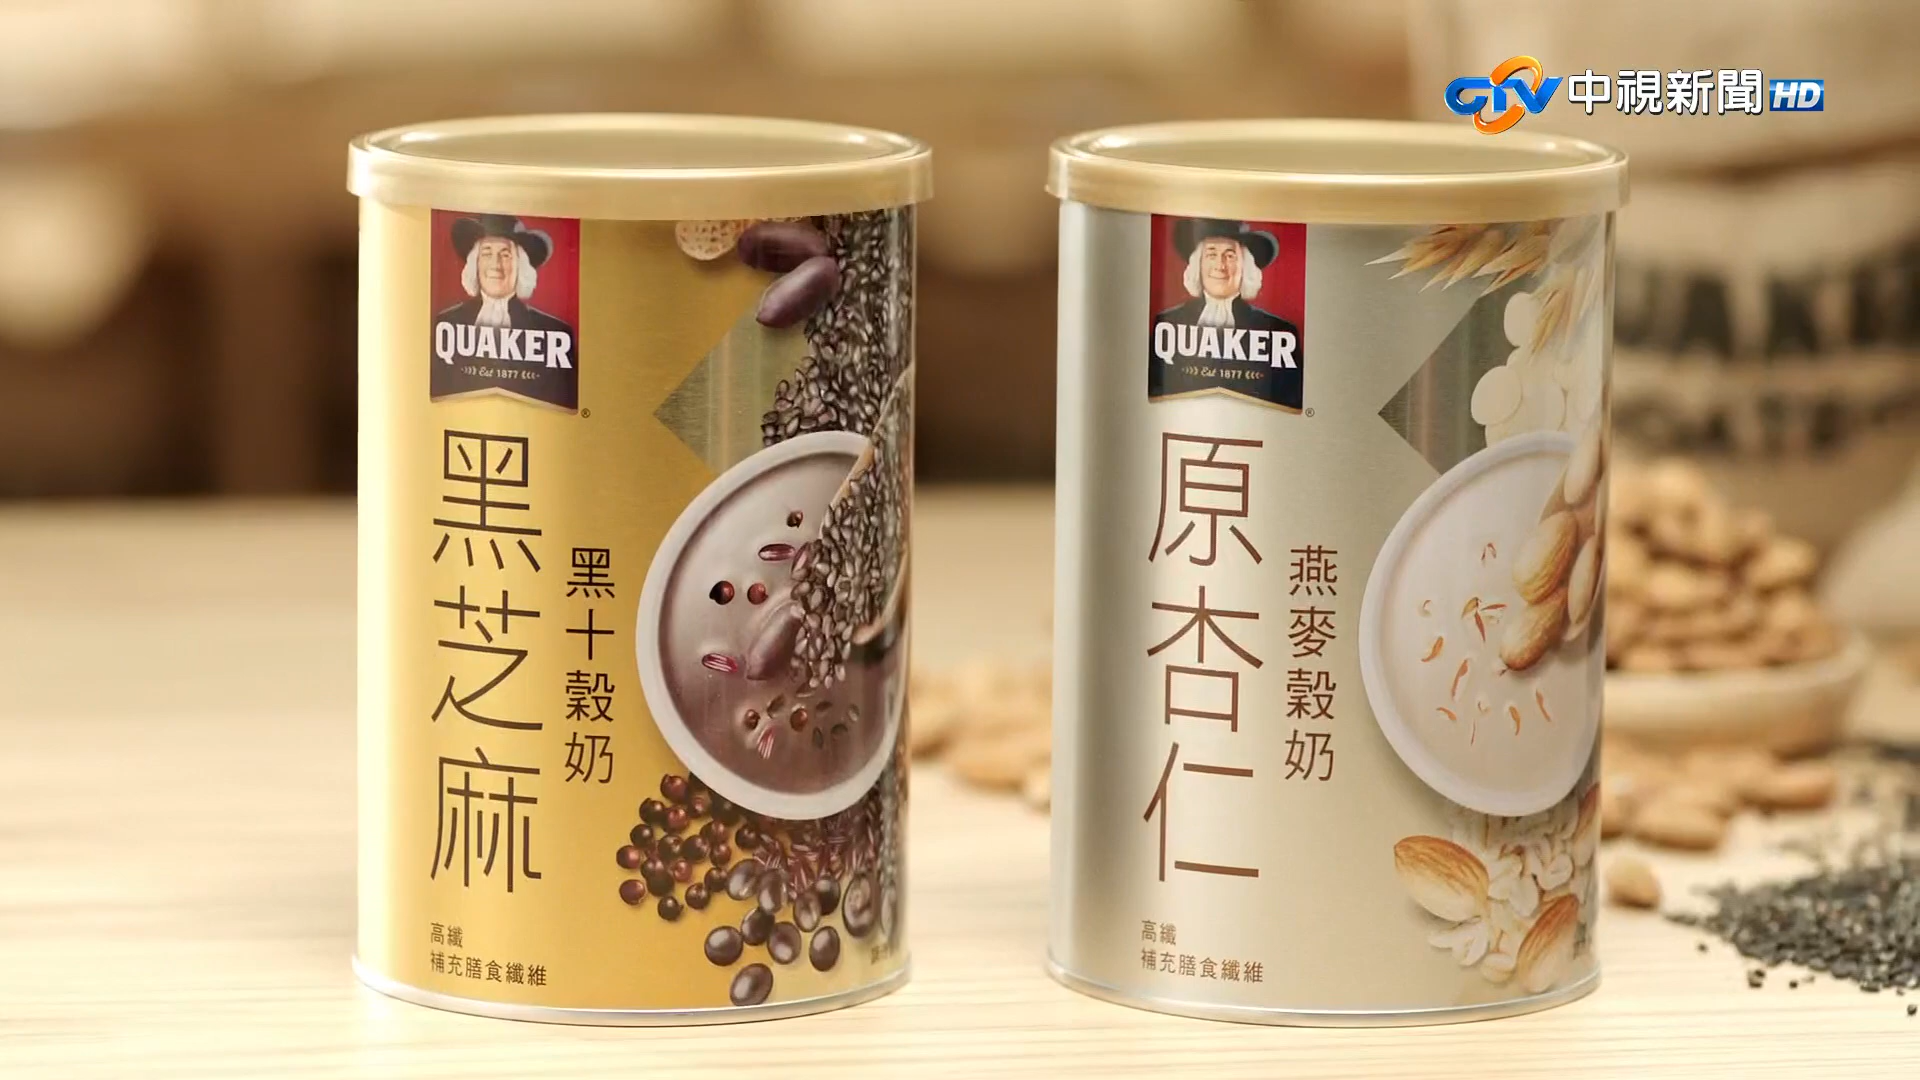 CTV 中視新聞 HD
QUAKER
Est 1877
®
黑芝麻
黑十穀奶
高纖
補充膳食纖維
QUAKER
Est 1877
®
原杏仁
燕麥穀奶
高纖
補充膳食纖維